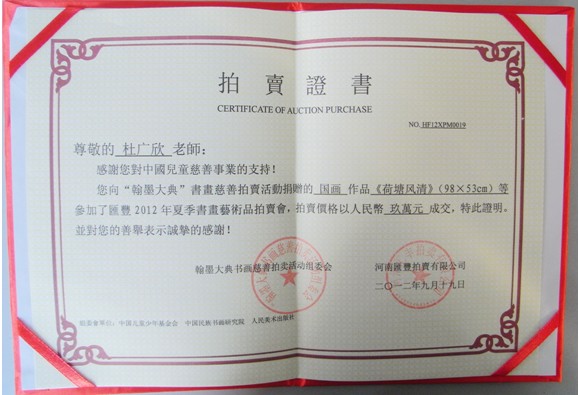 拍賣證書
CERTIFICATE OF AUCTION PURCHASE
NO. HF12XPM0019
尊敬的 杜广欣 老師:
感謝您對中國兒童慈善事業的支持!
您向“翰墨大典”書畫慈善拍賣活動捐贈的 国画 作品《荷塘风清》(98×53cm)等
參加了匯豐2012年夏季書畫藝術品拍賣會，拍賣價格以人民幣 玖萬元 成交，特此證明。
並對您的善舉表示誠摯的感謝!
翰墨大典书画慈善拍卖活动组委会
河南匯豐拍賣有限公司
二〇一二年九月十九日
組委會單位: 中国儿童少年基金会 中国民族书画研究院 人民美术出版社